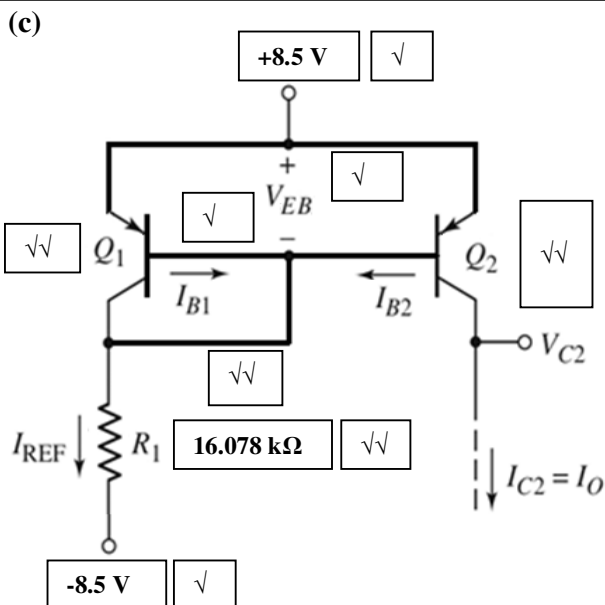 (c)
+8.5 V √
+
√
V_EB
√
−
√√ Q_1
Q_2 √√
I_B1
I_B2
V_C2
√√
I_REF R_1 16.078 kΩ √√
I_C2 = I_O
-8.5 V √